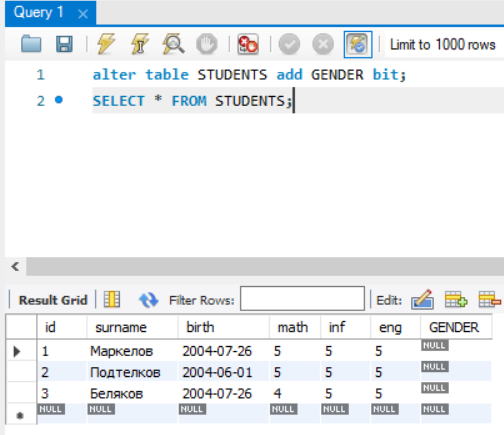 Query 1
Limit to 1000 rows
1 alter table STUDENTS add GENDER bit;
2 SELECT * FROM STUDENTS;
Result Grid Filter Rows: Edit:
id surname birth math inf eng GENDER
1 Маркелов 2004-07-26 5 5 5 NULL
2 Подтелков 2004-06-01 5 5 5 NULL
3 Беляков 2004-07-26 4 5 5 NULL
NULL NULL NULL NULL NULL NULL NULL